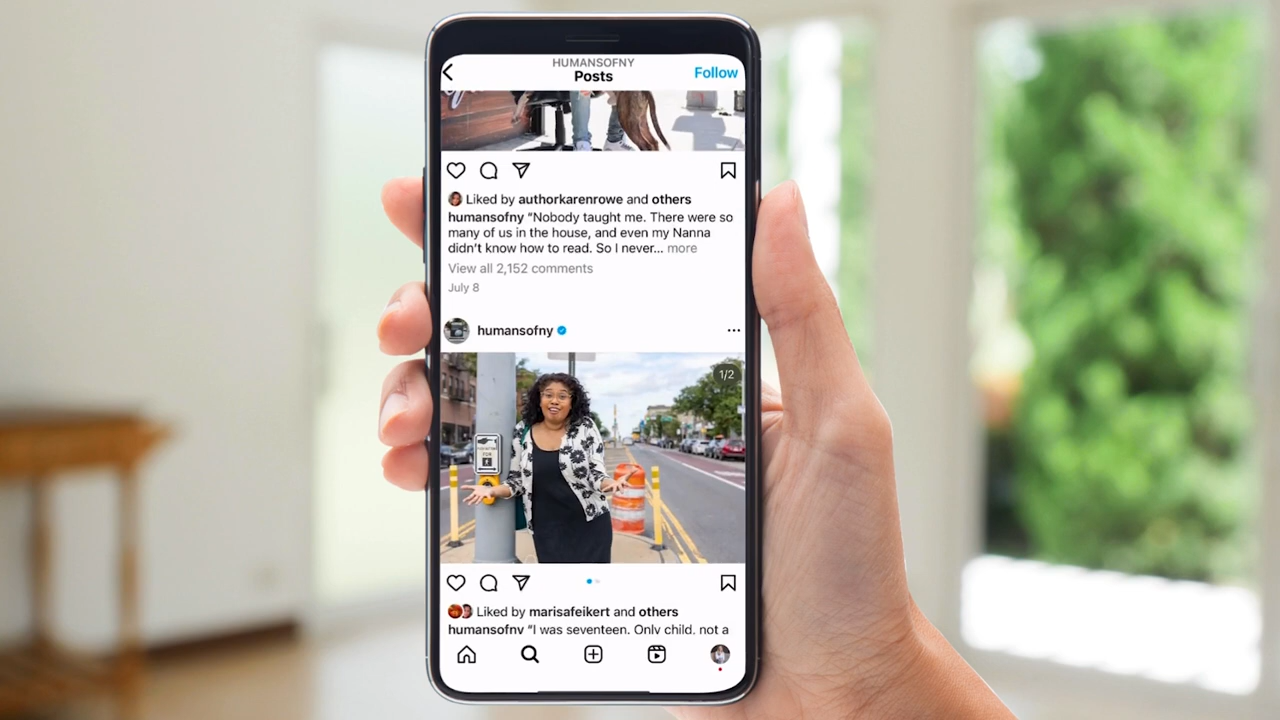 HUMANSOFNY
Posts
Follow
Liked by authorkarenrowe and others
humansofny “Nobody taught me. There were so
many of us in the house, and even my Nanna
didn’t know how to read. So I never... more
View all 2,152 comments
July 8
humansofny
1/2
Liked by marisafeikert and others
humansofny “I was seventeen. Only child, not a